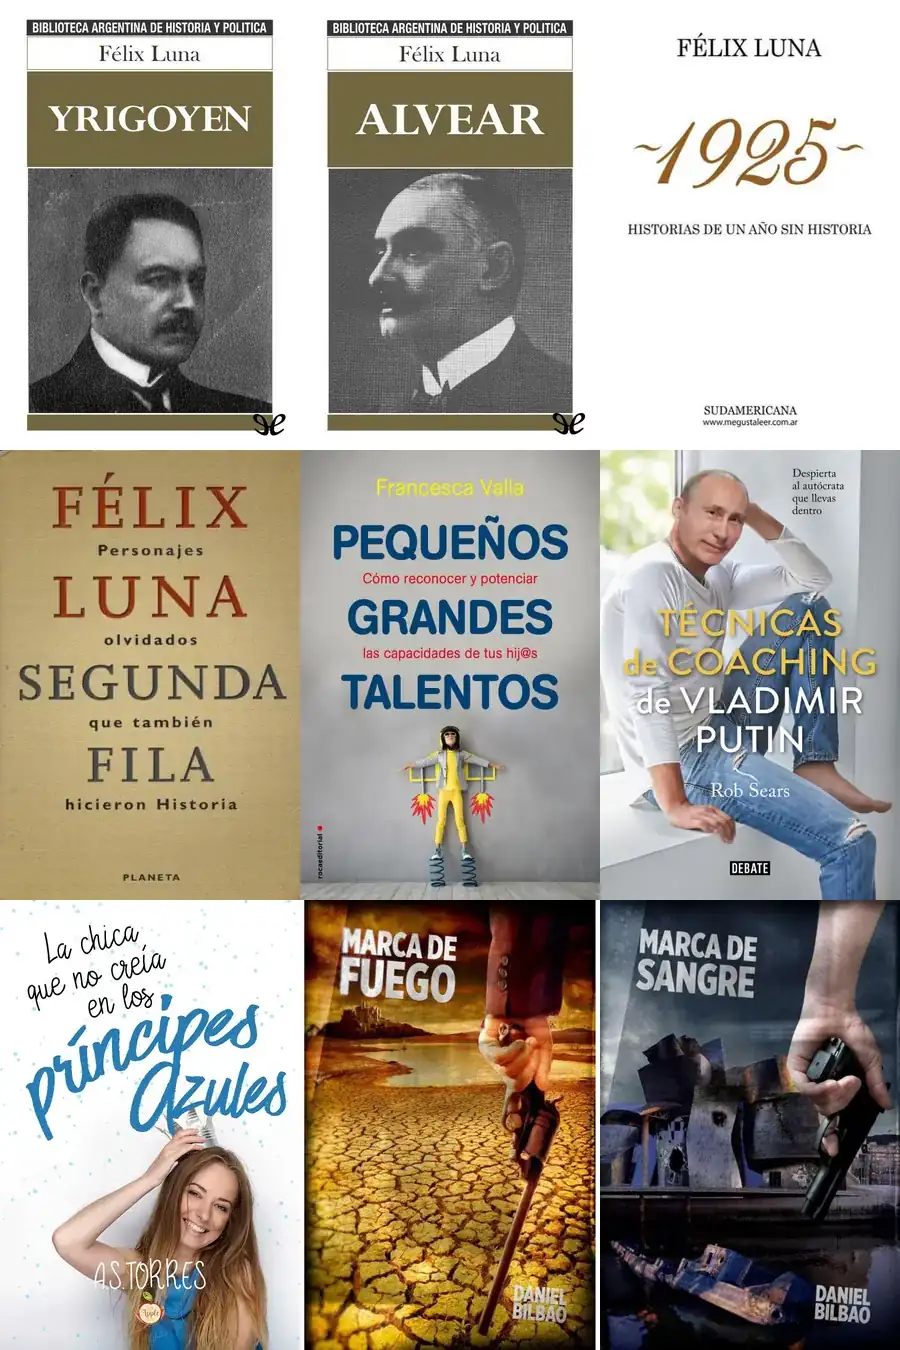 BIBLIOTECA ARGENTINA DE HISTORIA Y POLITICA
Félix Luna
YRIGOYEN
BIBLIOTECA ARGENTINA DE HISTORIA Y POLITICA
Félix Luna
ALVEAR
FÉLIX LUNA
~1925~
HISTORIAS DE UN AÑO SIN HISTORIA
SUDAMERICANA
www.megustaleer.com.ar
FÉLIX
Personajes
LUNA
olvidados
SEGUNDA
que también
FILA
hicieron Historia
PLANETA
Francesca Valla
PEQUEÑOS
Cómo reconocer y potenciar
GRANDES
las capacidades de tus hij@s
TALENTOS
rocaeditorial
Despierta
al autócrata
que llevas
dentro
TÉCNICAS
de COACHING
de VLADIMIR
PUTIN
Rob Sears
DEBATE
La chica
que no creía
en los
príncipes
azules
A.S. TORRES
Apple
MARCA DE
FUEGO
DANIEL
BILBAO
MARCA DE
SANGRE
DANIEL
BILBAO